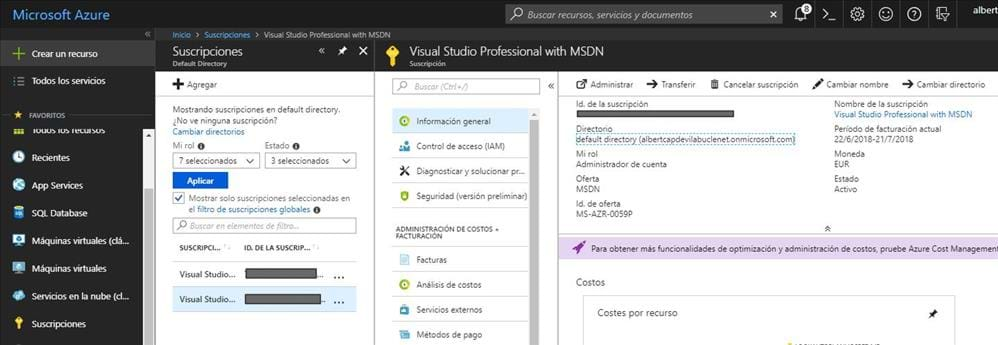 Microsoft Azure
Buscar recursos, servicios y documentos
8
albert
Crear un recurso
Todos los servicios
FAVORITOS
Todos los recursos
Recientes
App Services
SQL Database
Máquinas virtuales (clá...
Máquinas virtuales
Servicios en la nube (cl...
Suscripciones
Inicio > Suscripciones > Visual Studio Professional with MSDN
Suscripciones
Default Directory
Agregar
Mostrando suscripciones en default directory.
¿No ve ninguna suscripción?
Cambiar directorios
Mi rol Estado
7 seleccionados 3 seleccionados
Aplicar
Mostrar solo suscripciones seleccionadas en
el filtro de suscripciones globales
Buscar en elementos de filtro...
SUSCRIPCI... ID. DE LA SUSCRIP...
Visual Studio... ...
Visual Studio... ...
Visual Studio Professional with MSDN
Suscripción
Buscar (Ctrl+/)
Información general
Control de acceso (IAM)
Diagnosticar y solucionar pr...
Seguridad (versión preliminar)
ADMINISTRACIÓN DE COSTOS +
FACTURACIÓN
Facturas
Análisis de costos
Servicios externos
Métodos de pago
Administrar Transferir Cancelar suscripción Cambiar nombre Cambiar directorio
Id. de la suscripción
Directorio
default directory (albertcapdevilabuclenet.onmicrosoft.com)
Mi rol
Administrador de cuenta
Oferta
MSDN
Id. de oferta
MS-AZR-0059P
Nombre de la suscripción
Visual Studio Professional with MSDN
Período de facturación actual
22/6/2018-21/7/2018
Moneda
EUR
Estado
Activo
Para obtener más funcionalidades de optimización y administración de costos, pruebe Azure Cost Management
Costos
Costos por recurso